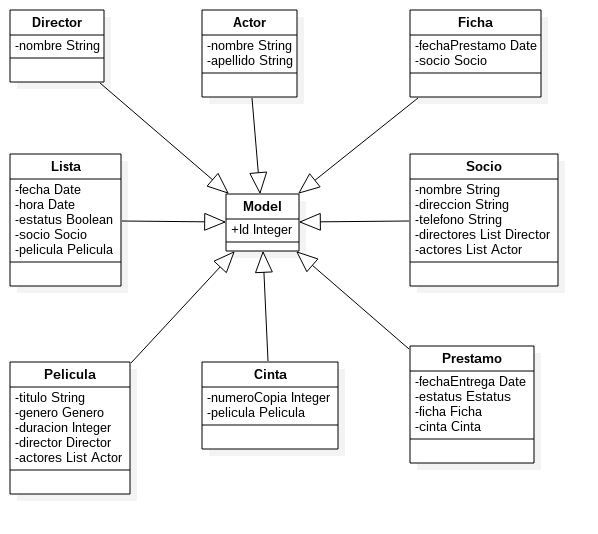 Director
-nombre String
Actor
-nombre String
-apellido String
Ficha
-fechaPrestamo Date
-socio Socio
Lista
-fecha Date
-hora Date
-estatus Boolean
-socio Socio
-pelicula Pelicula
Model
+Id Integer
Socio
-nombre String
-direccion String
-telefono String
-directores List Director
-actores List Actor
Pelicula
-titulo String
-genero Genero
-duracion Integer
-director Director
-actores List Actor
Cinta
-numeroCopia Integer
-pelicula Pelicula
Prestamo
-fechaEntrega Date
-estatus Estatus
-ficha Ficha
-cinta Cinta